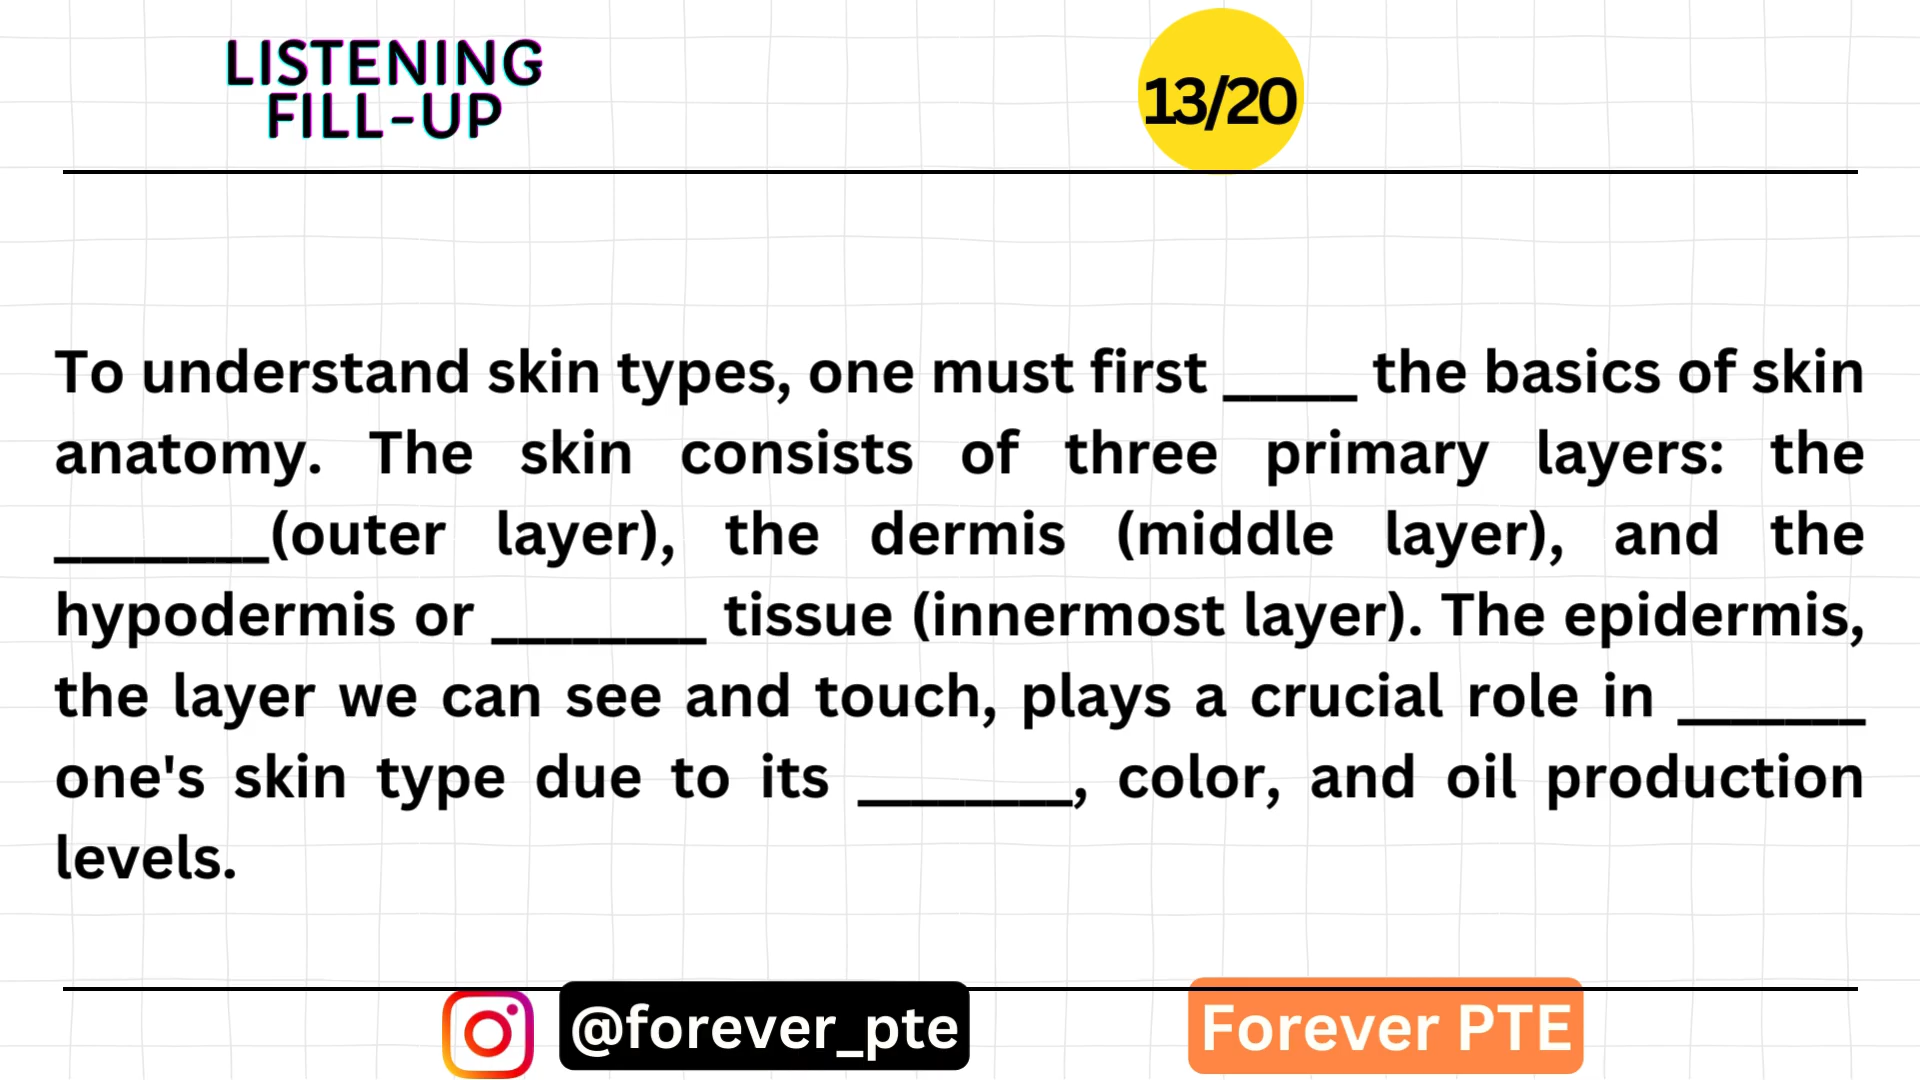 LISTENING
FILL-UP
13/20
To understand skin types, one must first _____ the basics of skin
anatomy. The skin consists of three primary layers: the
________(outer layer), the dermis (middle layer), and the
hypodermis or ________ tissue (innermost layer). The epidermis,
the layer we can see and touch, plays a crucial role in _______
one's skin type due to its ________, color, and oil production
levels.
@forever_pte
Forever PTE